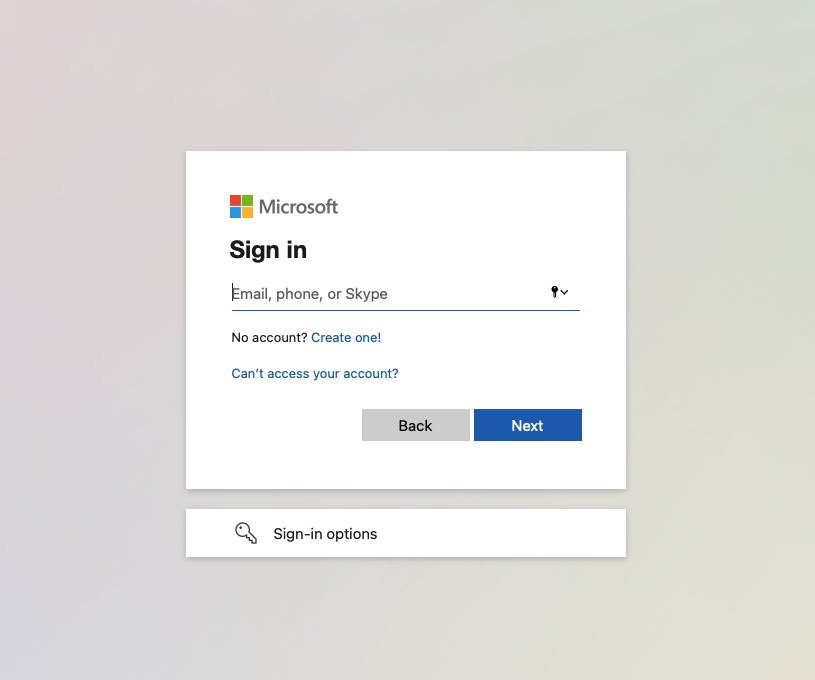 Microsoft
Sign in
Email, phone, or Skype
No account? Create one!
Can’t access your account?
Back Next
Sign-in options